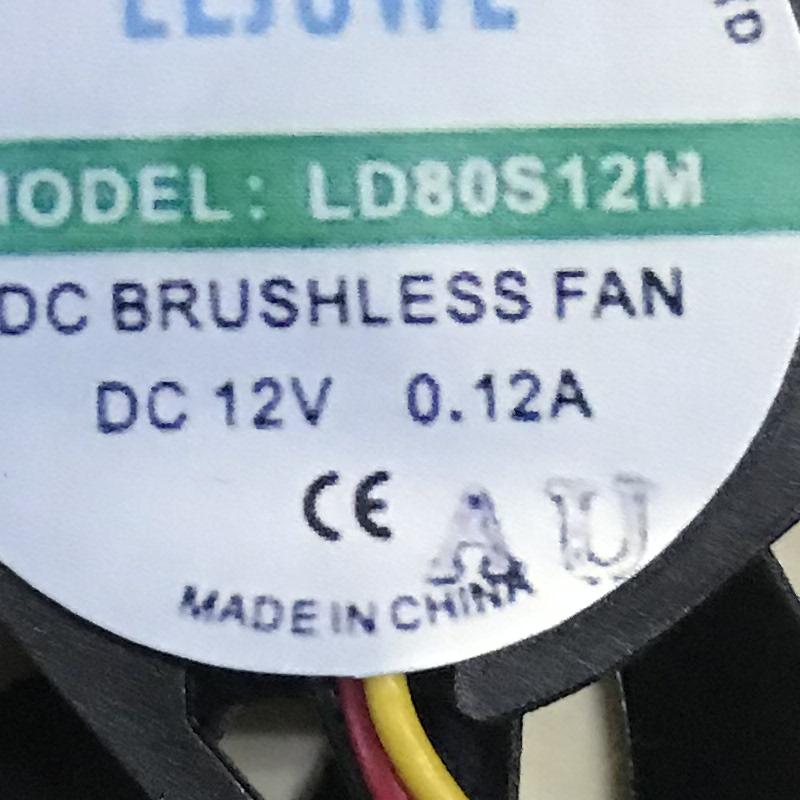 MODEL: LD80S12M
DC BRUSHLESS FAN
DC 12V 0.12A
CE
A U
MADE IN CHINA